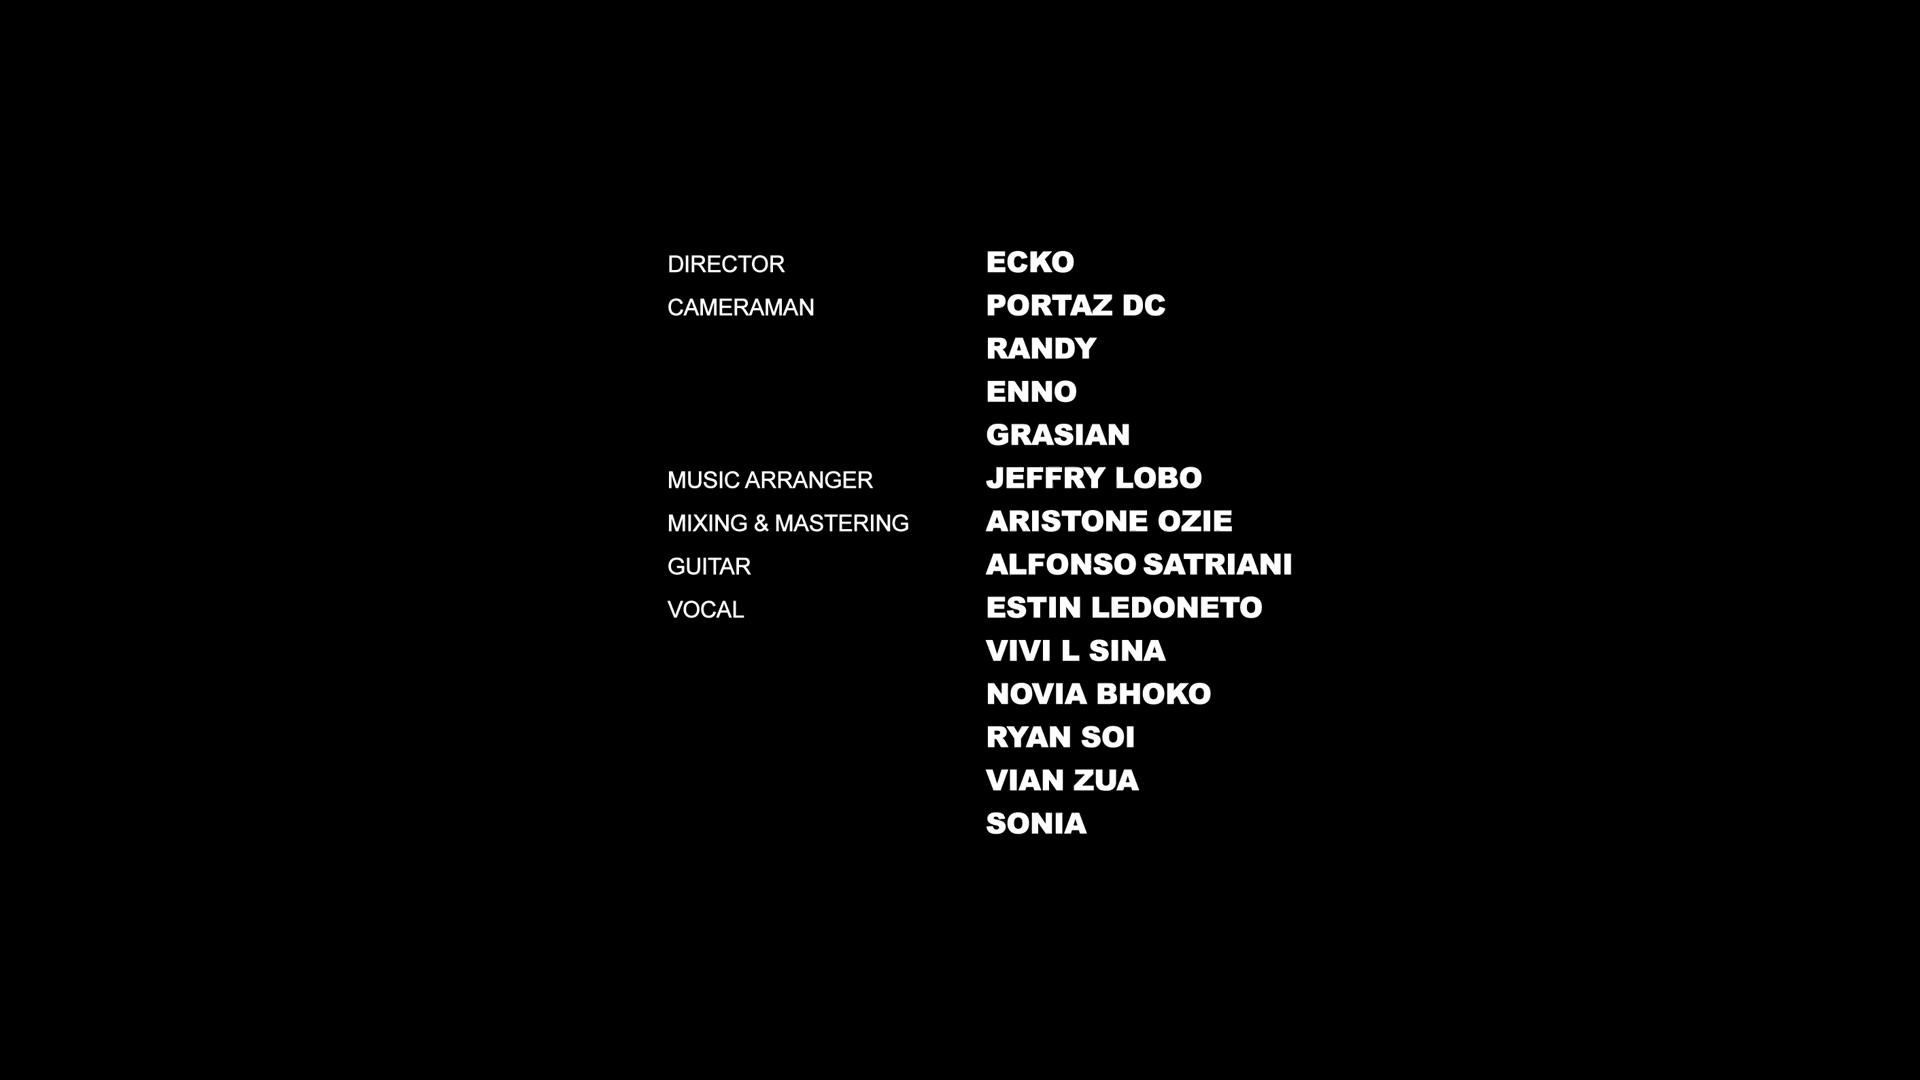 DIRECTOR ECKO
CAMERAMAN PORTAZ DC
RANDY
ENNO
GRASIAN
MUSIC ARRANGER JEFFRY LOBO
MIXING & MASTERING ARISTONE OZIE
GUITAR ALFONSO SATRIANI
VOCAL ESTIN LEDONETO
VIVI L SINA
NOVIA BHOKO
RYAN SOI
VIAN ZUA
SONIA